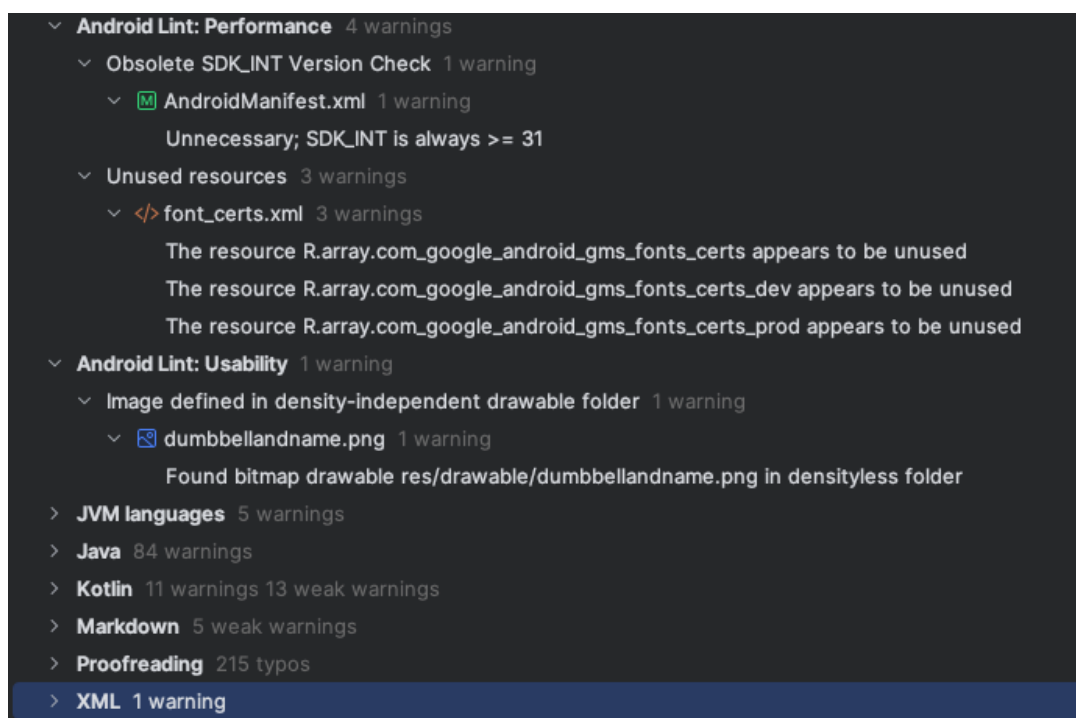 Android Lint: Performance 4 warnings
Obsolete SDK_INT Version Check 1 warning
AndroidManifest.xml 1 warning
Unnecessary; SDK_INT is always >= 31
Unused resources 3 warnings
</> font_certs.xml 3 warnings
The resource R.array.com_google_android_gms_fonts_certs appears to be unused
The resource R.array.com_google_android_gms_fonts_certs_dev appears to be unused
The resource R.array.com_google_android_gms_fonts_certs_prod appears to be unused
Android Lint: Usability 1 warning
Image defined in density-independent drawable folder 1 warning
dumbbellandname.png 1 warning
Found bitmap drawable res/drawable/dumbbellandname.png in densityless folder
JVM languages 5 warnings
Java 84 warnings
Kotlin 11 warnings 13 weak warnings
Markdown 5 weak warnings
Proofreading 215 typos
XML 1 warning